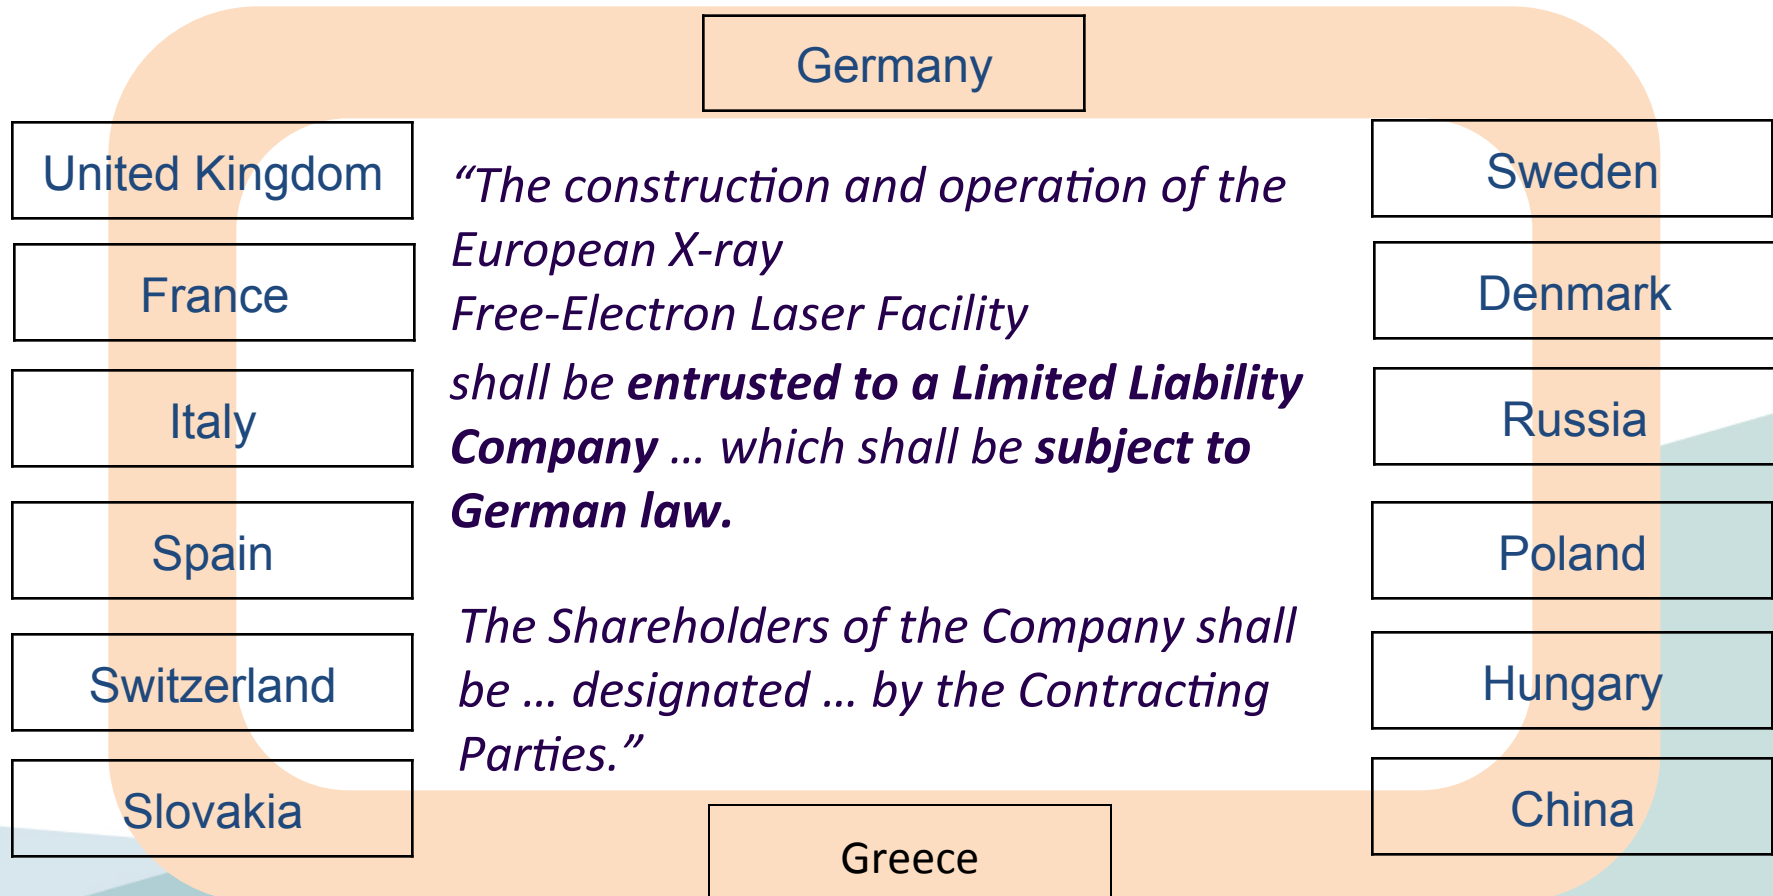 Germany
United Kingdom
France
Italy
Spain
Switzerland
Slovakia
“The construction and operation of the
European X-ray
Free-Electron Laser Facility
shall be entrusted to a Limited Liability
Company … which shall be subject to
German law.
The Shareholders of the Company shall
be … designated … by the Contracting
Parties.”
Sweden
Denmark
Russia
Poland
Hungary
China
Greece